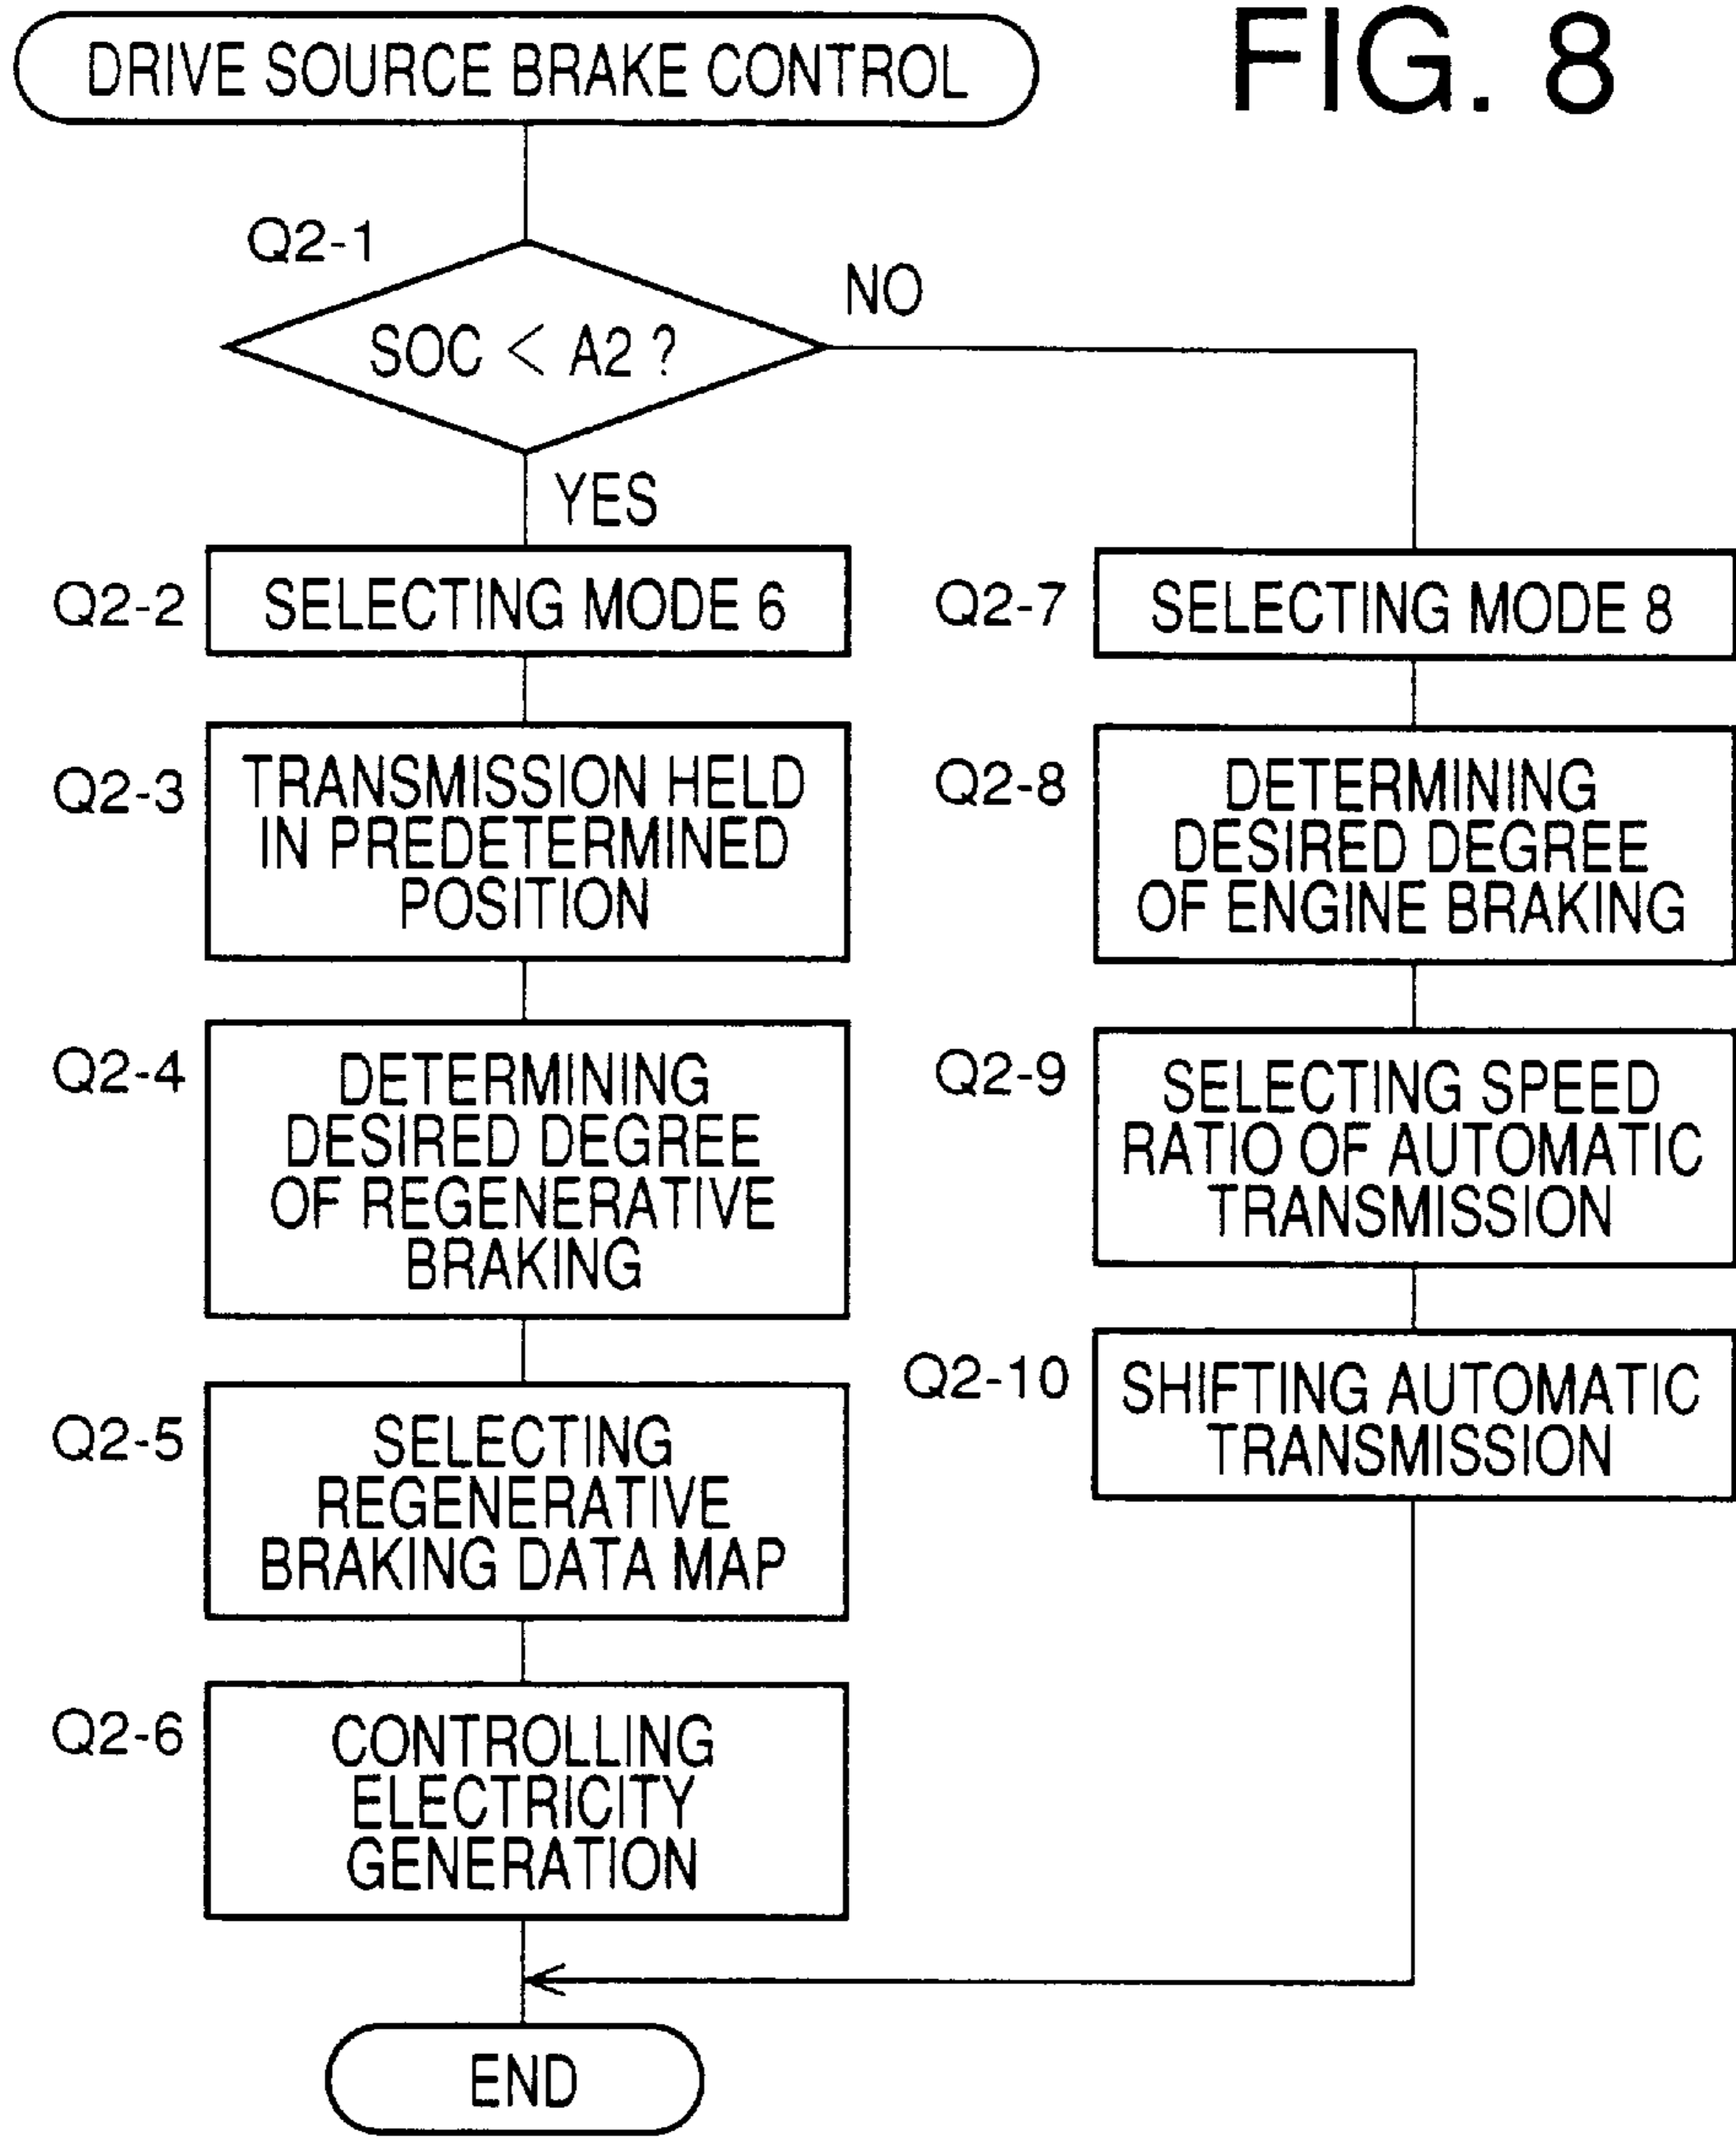 DRIVE SOURCE BRAKE CONTROL
FIG. 8
Q2-1
SOC < A2 ?
NO
YES
Q2-2
SELECTING MODE 6
Q2-3
TRANSMISSION HELD
IN PREDETERMINED
POSITION
Q2-4
DETERMINING
DESIRED DEGREE
OF REGENERATIVE
BRAKING
Q2-5
SELECTING
REGENERATIVE
BRAKING DATA MAP
Q2-6
CONTROLLING
ELECTRICITY
GENERATION
Q2-7
SELECTING MODE 8
Q2-8
DETERMINING
DESIRED DEGREE
OF ENGINE BRAKING
Q2-9
SELECTING SPEED
RATIO OF AUTOMATIC
TRANSMISSION
Q2-10
SHIFTING AUTOMATIC
TRANSMISSION
END